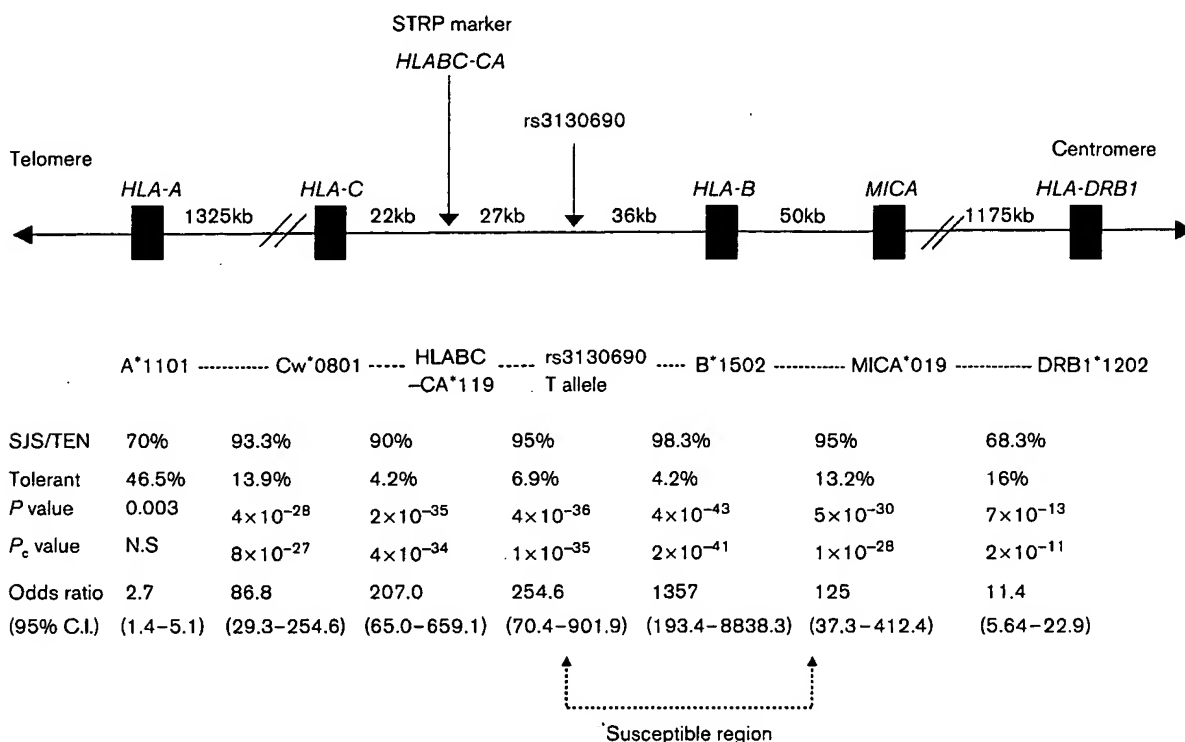 STRP marker
HLABC-CA
rs3130690
Telomere
Centromere
HLA-A
HLA-C
HLA-B
MICA
HLA-DRB1
1325kb
22kb
27kb
36kb
50kb
1175kb
A*1101 ----------- Cw*0801 ----- HLABC –CA*119 ----- rs3130690 T allele ---- B*1502 ---------- MICA*019 ----------- DRB1*1202
SJS/TEN 70% 93.3% 90% 95% 98.3% 95% 68.3%
Tolerant 46.5% 13.9% 4.2% 6.9% 4.2% 13.2% 16%
P value 0.003 4×10⁻²⁸ 2×10⁻³⁵ 4×10⁻³⁶ 4×10⁻⁴³ 5×10⁻³⁰ 7×10⁻¹³
Pc value N.S 8×10⁻²⁷ 4×10⁻³⁴ 1×10⁻³⁵ 2×10⁻⁴¹ 1×10⁻²⁸ 2×10⁻¹¹
Odds ratio 2.7 86.8 207.0 254.6 1357 125 11.4
(95% C.I.) (1.4–5.1) (29.3–254.6) (65.0–659.1) (70.4–901.9) (193.4–8838.3) (37.3–412.4) (5.64–22.9)
*Susceptible region